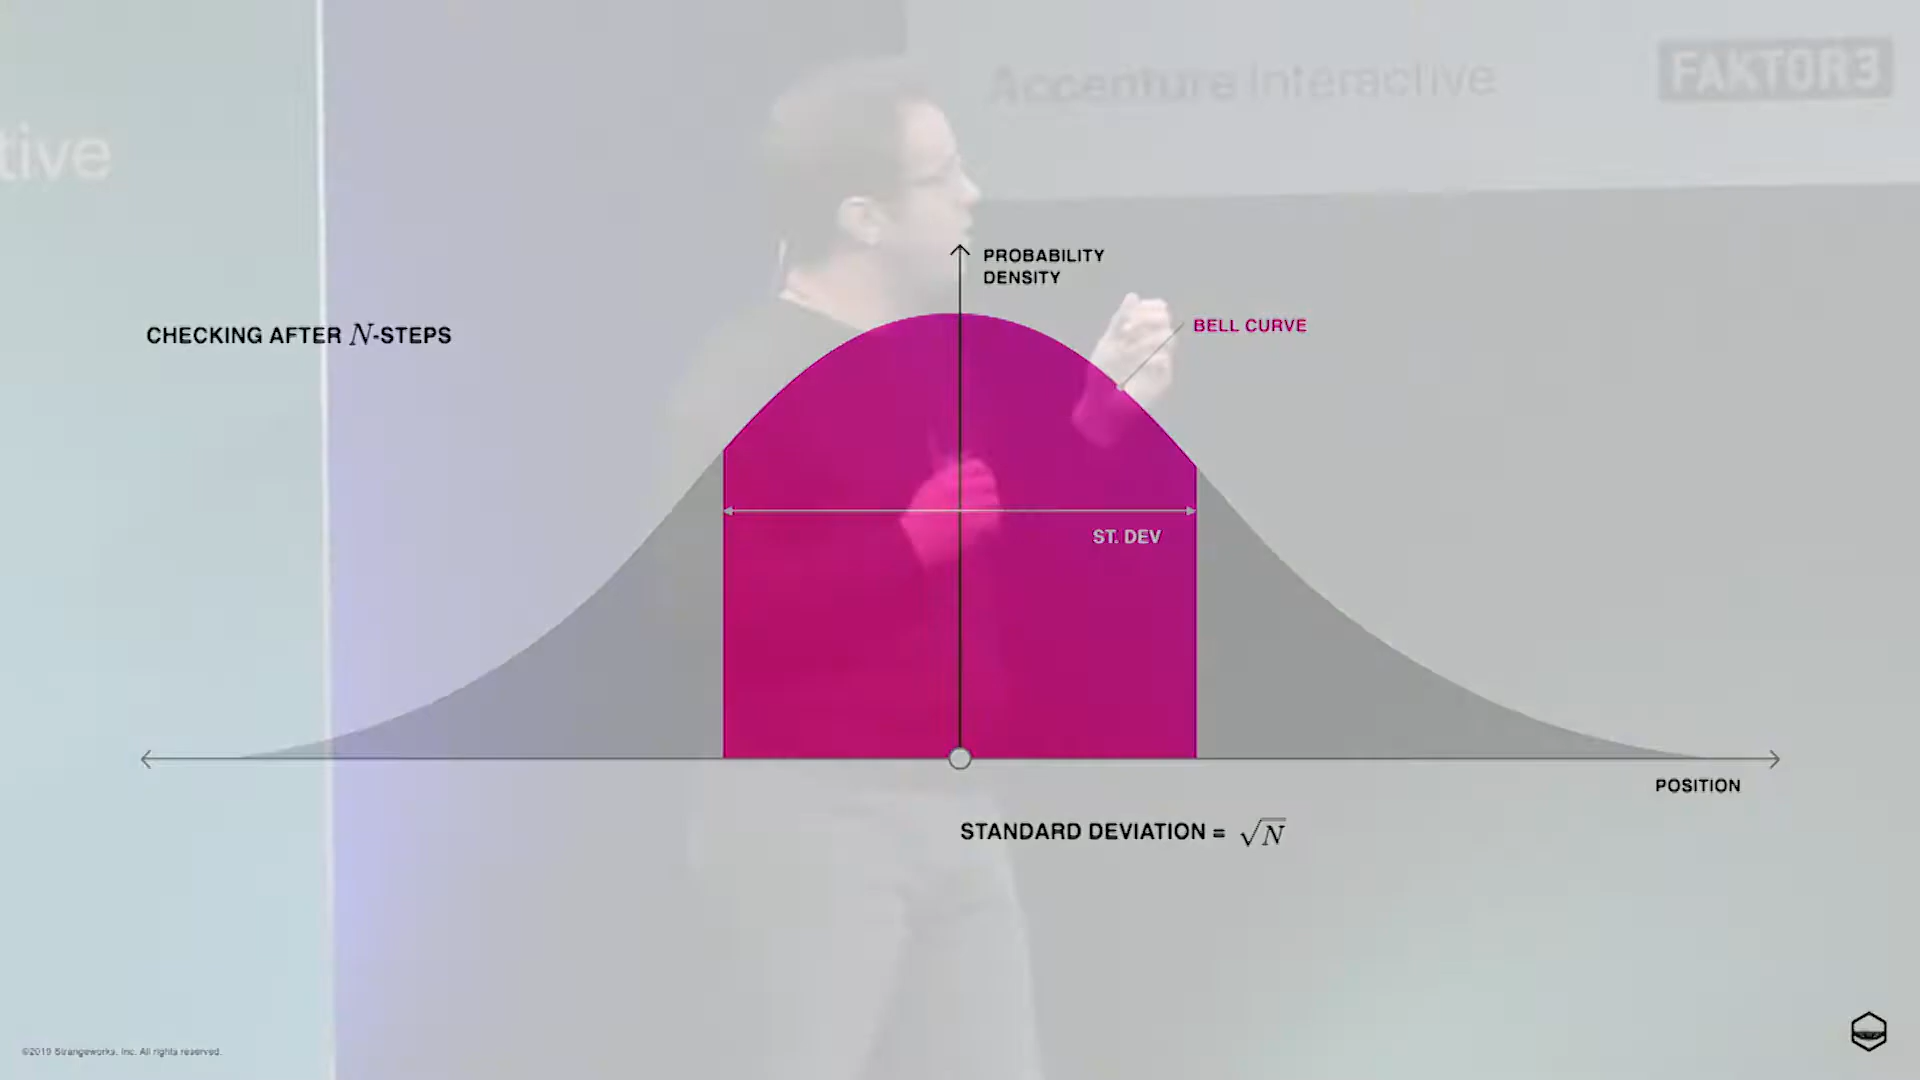 Accenture Interactive
FAKTOR3
tive
PROBABILITY
DENSITY
CHECKING AFTER N-STEPS
BELL CURVE
ST. DEV
POSITION
STANDARD DEVIATION = √N
©2019 Strangeworks, Inc. All rights reserved.